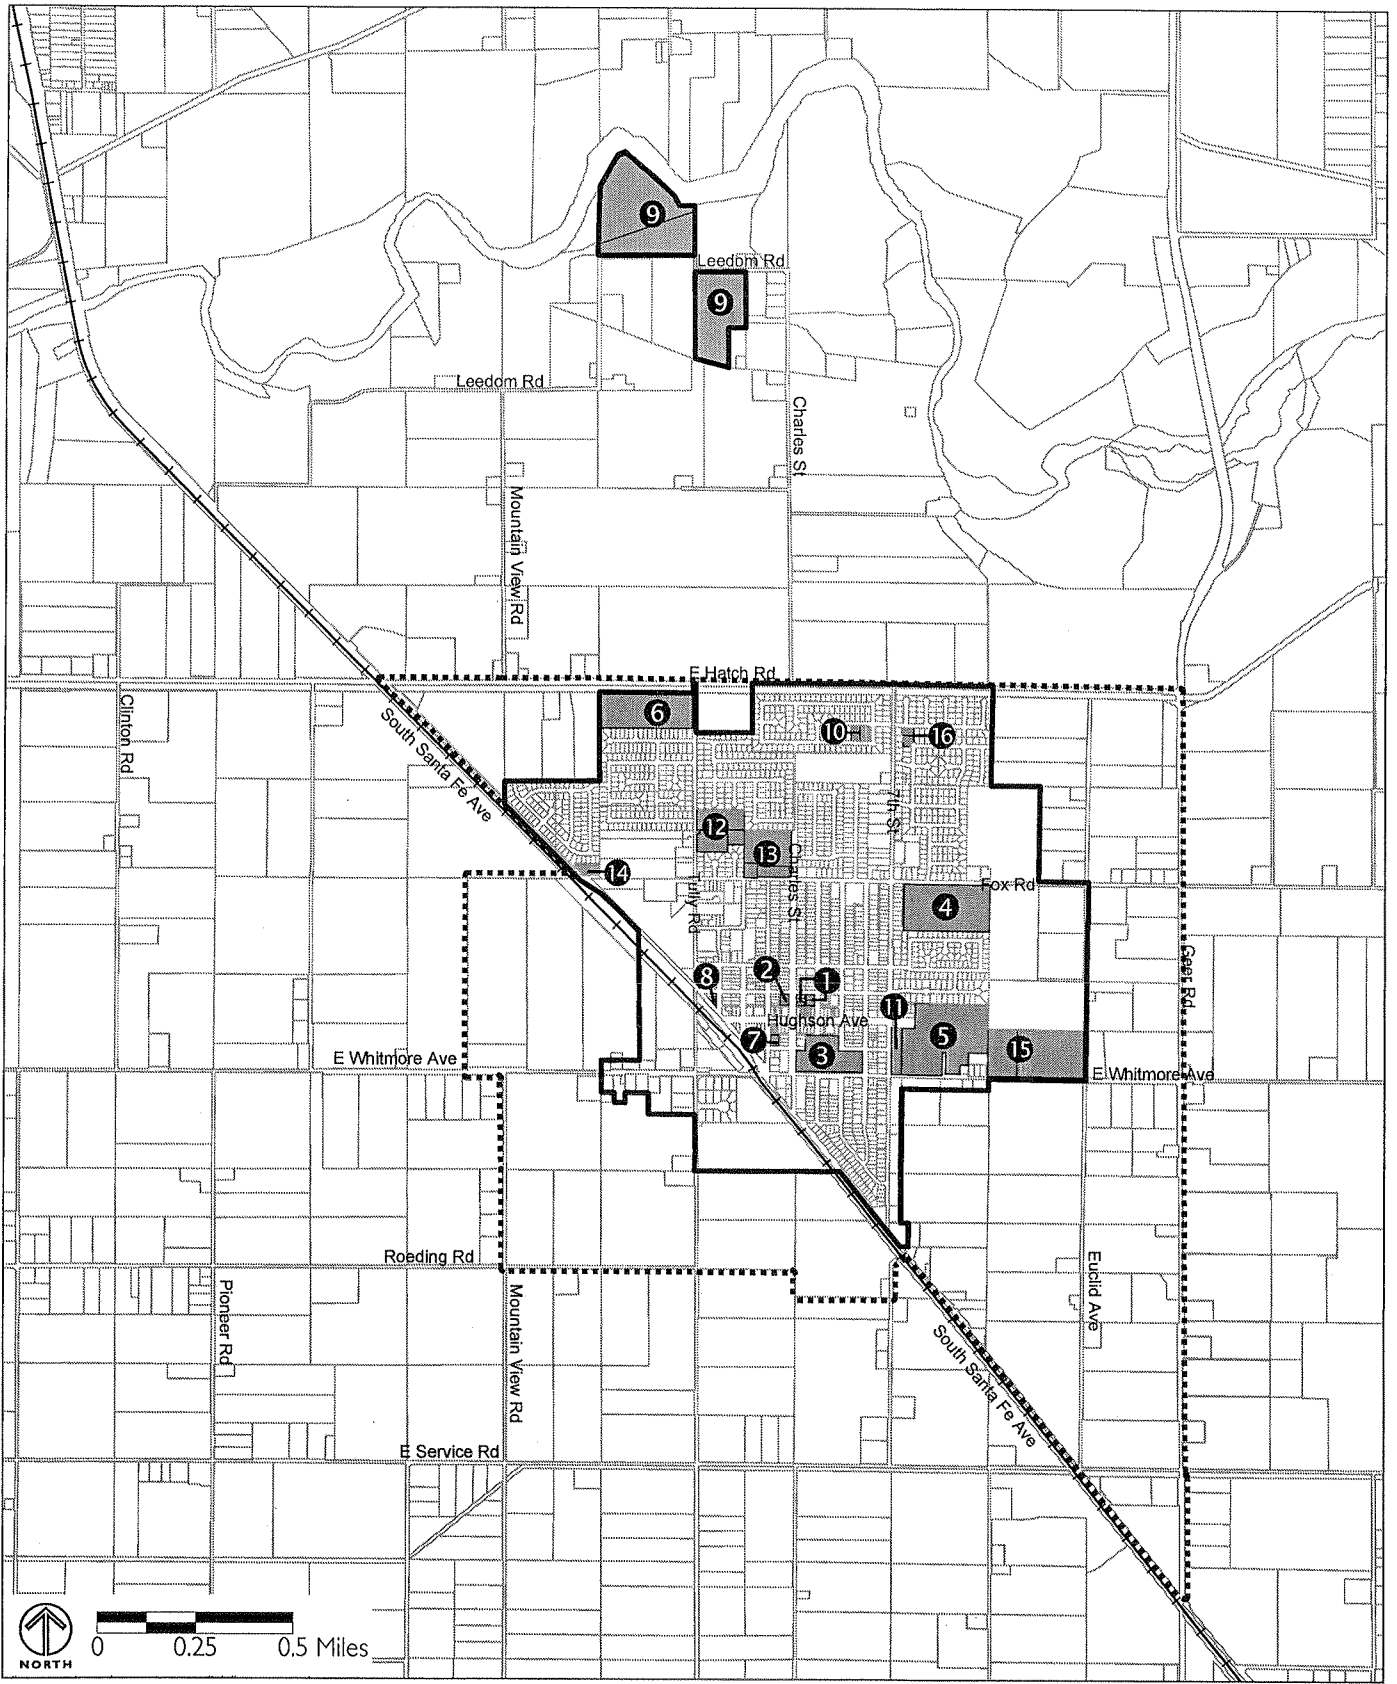 9
Leedom Rd
9
Leedom Rd
Charles St
Mountain View Rd
E Hatch Rd
Clinton Rd
South Santa Fe Ave
6
10
16
7th St
12
13
Charles St
14
Tully Rd
Fox Rd
4
Geer Rd
8
2
1
11
Hughson Ave
7
3
5
15
E Whitmore Ave
E Whitmore Ave
Roeding Rd
Pioneer Rd
Mountain View Rd
Euclid Ave
South Santa Fe Ave
E Service Rd
NORTH
0 0.25 0.5 Miles